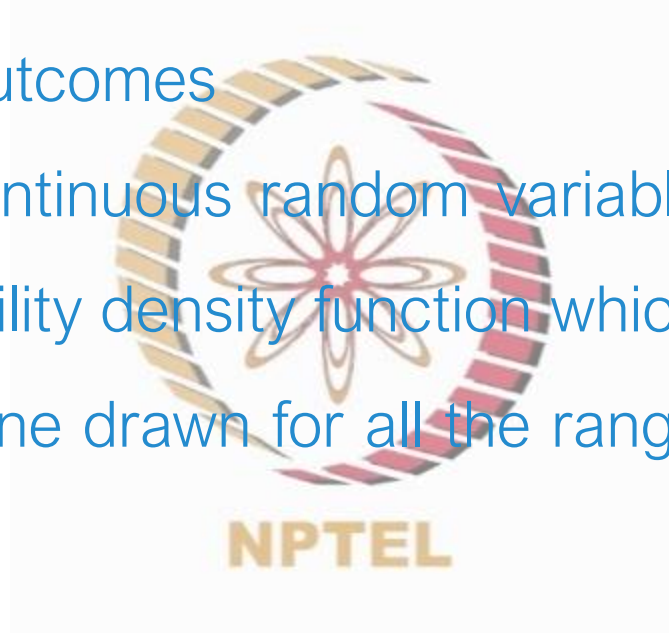 utcomes
ntinuous random variabl
ility density function whic
ne drawn for all the rang
NPTEL